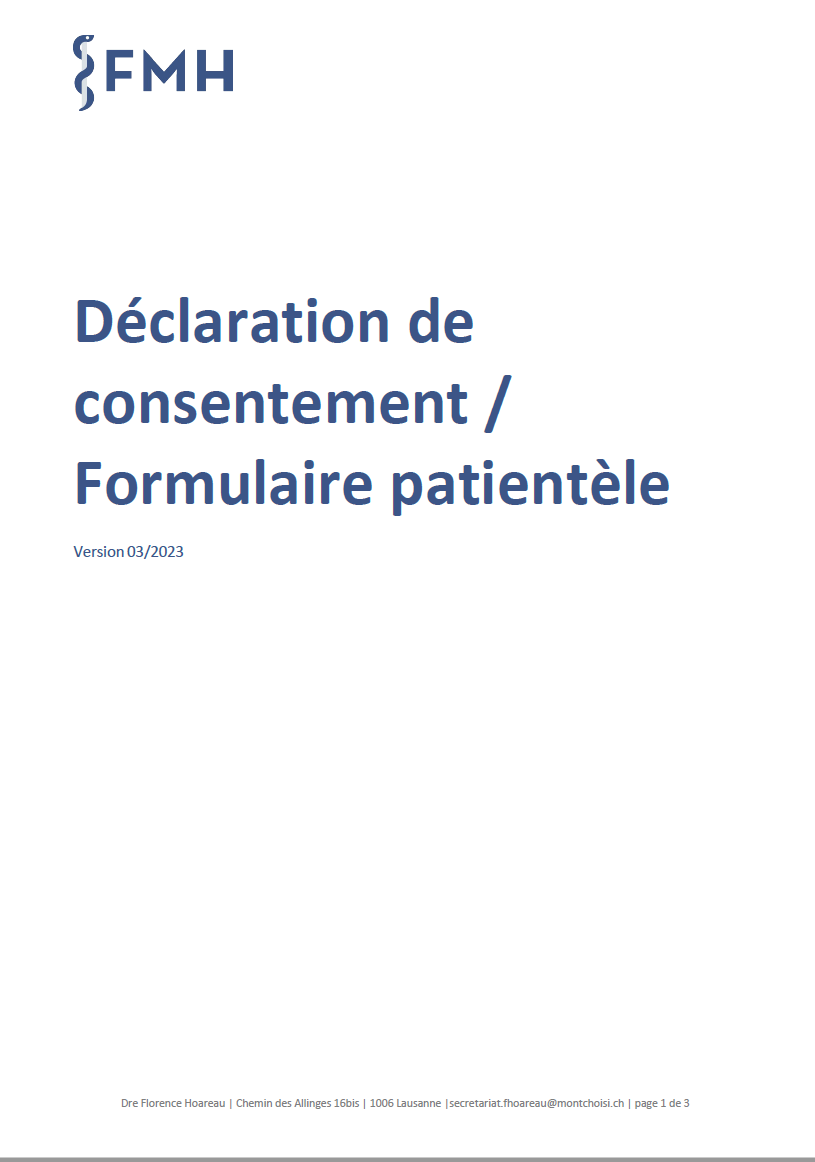 FMH
Déclaration de
consentement /
Formulaire patientèle
Version 03/2023
Dre Florence Hoareau | Chemin des Allinges 16bis | 1006 Lausanne |secretariat.fhoareau@montchoisi.ch | page 1 de 3